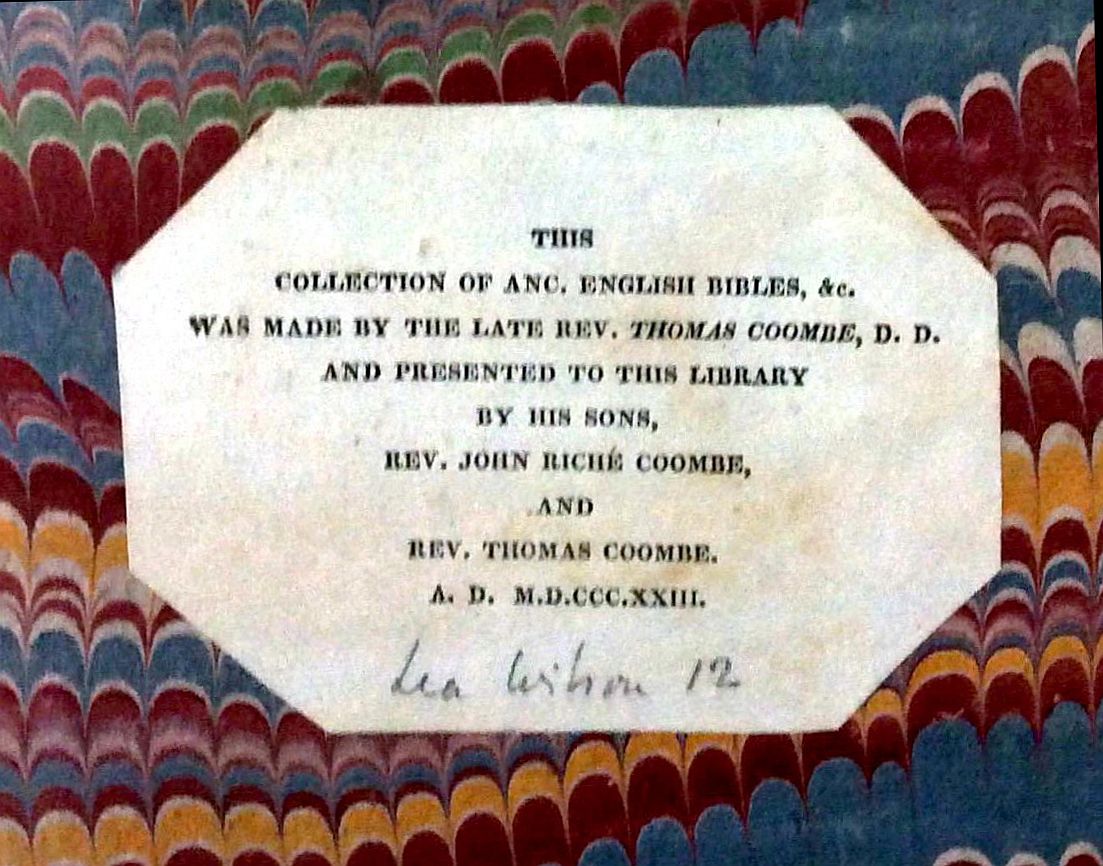 THIS
COLLECTION OF ANC. ENGLISH BIBLES, &c.
WAS MADE BY THE LATE REV. THOMAS COOMBE, D. D.
AND PRESENTED TO THIS LIBRARY
BY HIS SONS,
REV. JOHN RICHÉ COOMBE,
AND
REV. THOMAS COOMBE.
A. D. M.D.CCC.XXIII.
Lea Wilson 12